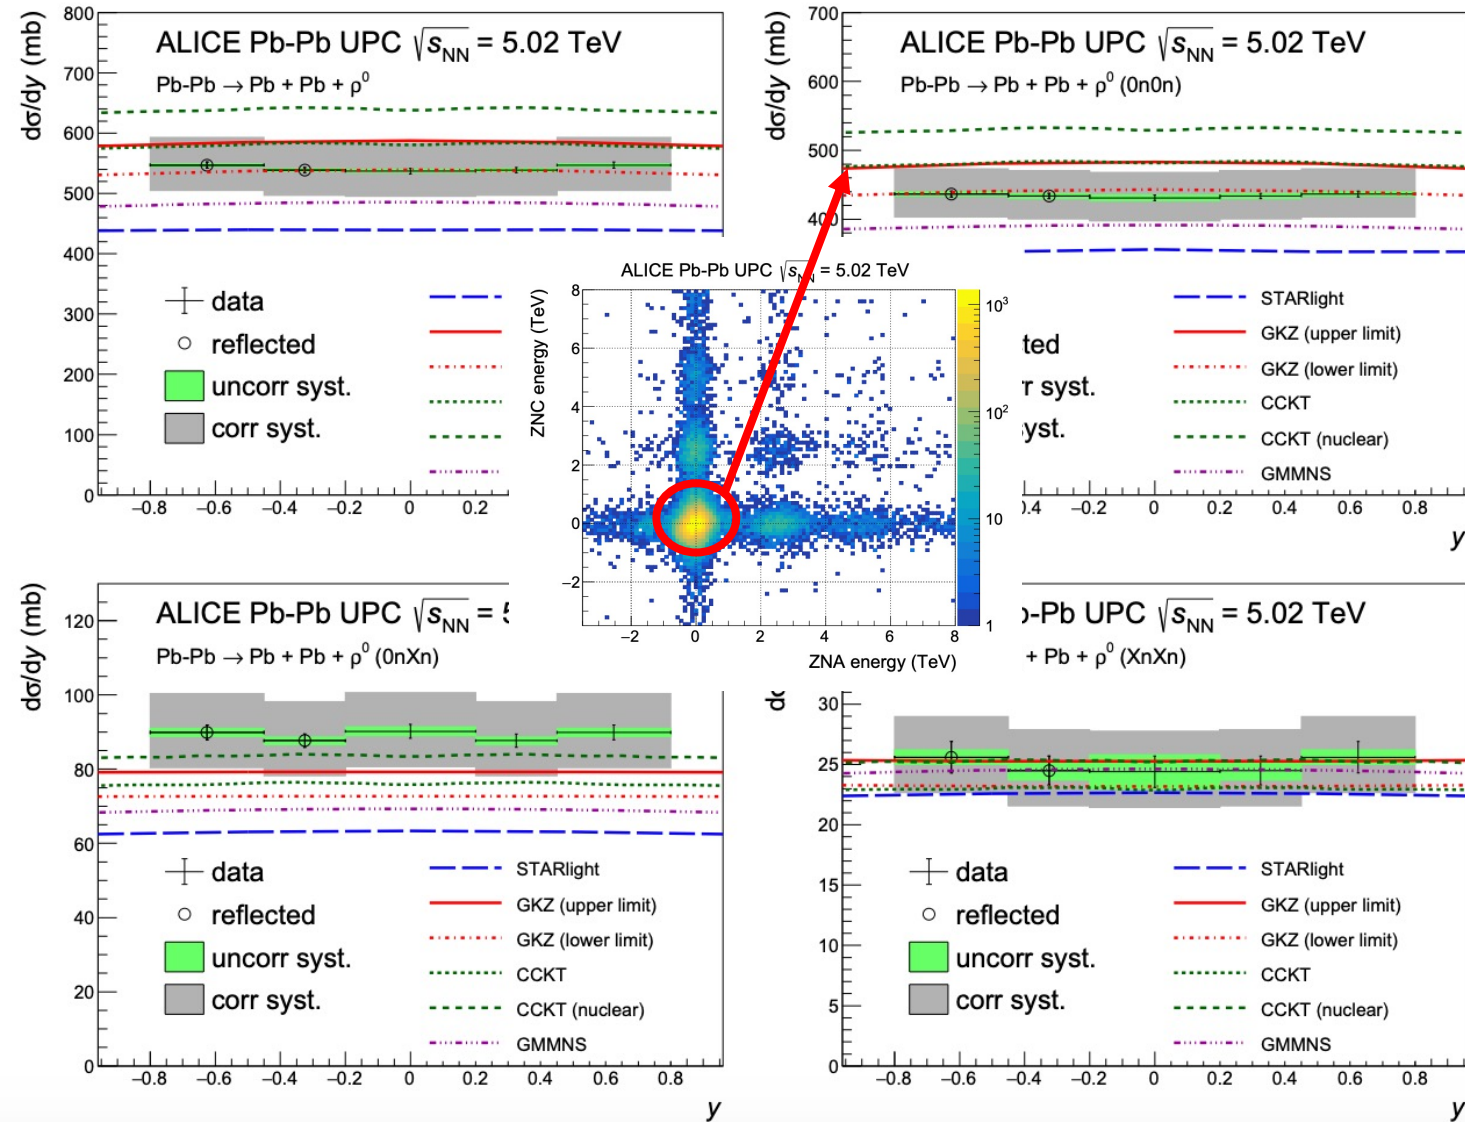 ALICE Pb-Pb UPC √sNN = 5.02 TeV
Pb-Pb → Pb + Pb + ρ⁰
dσ/dy (mb)
800
700
600
500
400
300
200
100
0
data
reflected
uncorr syst.
corr syst.
−0.8 −0.6 −0.4 −0.2 0 0.2
ALICE Pb-Pb UPC √sNN = 5.02 TeV
Pb-Pb → Pb + Pb + ρ⁰ (0n0n)
dσ/dy (mb)
700
600
500
400
STARlight
GKZ (upper limit)
GKZ (lower limit)
CCKT
CCKT (nuclear)
GMMNS
−0.2 0 0.2 0.4 0.6 0.8
y
ALICE Pb-Pb UPC √sNN = 5.02 TeV
ZNC energy (TeV)
8
6
4
2
0
−2
−2 0 2 4 6 8
ZNA energy (TeV)
10³
10²
10
1
ALICE Pb-Pb UPC √sNN =
Pb-Pb → Pb + Pb + ρ⁰ (0nXn)
dσ/dy (mb)
120
100
80
60
40
20
0
data
reflected
uncorr syst.
corr syst.
STARlight
GKZ (upper limit)
GKZ (lower limit)
CCKT
CCKT (nuclear)
GMMNS
−0.8 −0.6 −0.4 −0.2 0 0.2 0.4 0.6 0.8
y
UPC √sNN = 5.02 TeV
+ Pb + ρ⁰ (XnXn)
30
25
20
15
10
5
0
data
reflected
uncorr syst.
corr syst.
STARlight
GKZ (upper limit)
GKZ (lower limit)
CCKT
CCKT (nuclear)
GMMNS
−0.8 −0.6 −0.4 −0.2 0 0.2 0.4 0.6 0.8
y